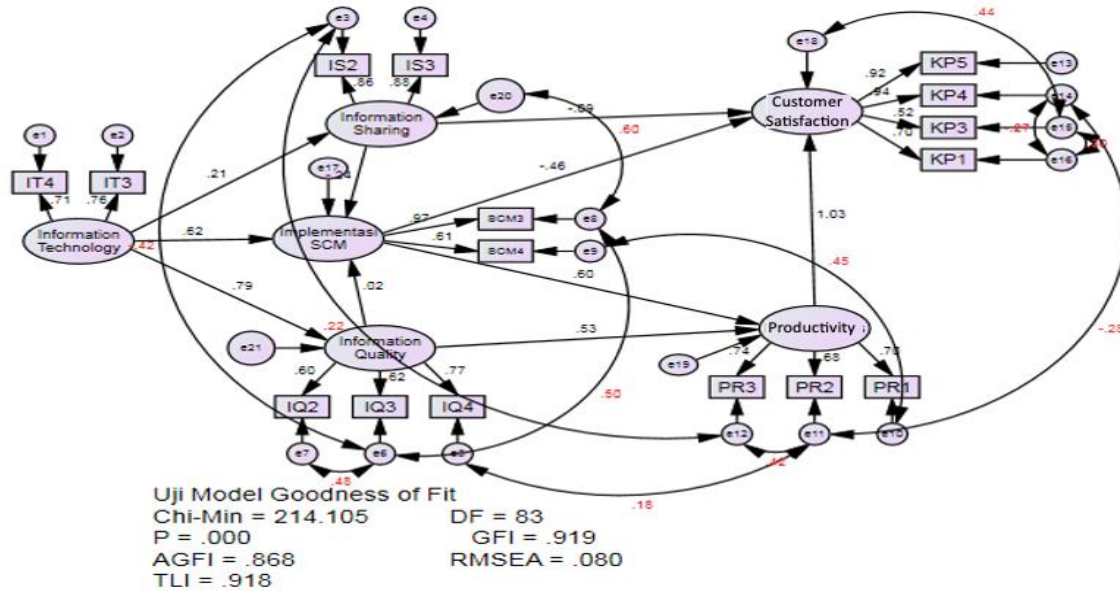 e3
e4
.44
e18
IS2
IS3
.86
.88
.92
KP5
e13
e20
-.09
.94
KP4
e14
Information
Sharing
Customer
Satisfaction
.60
.52
KP3
-.27
e15
e1
e2
.70
KP1
e16
IT4
IT3
.21
e17
-.46
.71
.76
.97
SCM3
e8
1.03
Information
Technology
-.42
.62
Implementasi
SCM
.61
SCM4
e9
.60
.45
.79
.02
.22
.53
Productivity
-.28
e21
Information
Quality
e19
.74
.68
.60
.62
.77
PR3
PR2
PR1
IQ2
IQ3
IQ4
.50
e12
e11
e10
e7
e6
.42
.48
.18
Uji Model Goodness of Fit
Chi-Min = 214.105 DF = 83
P = .000 GFI = .919
AGFI = .868 RMSEA = .080
TLI = .918